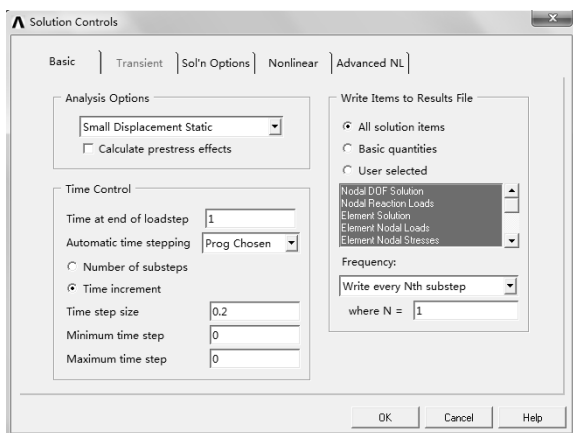 Solution Controls
Basic
Transient
Sol'n Options
Nonlinear
Advanced NL
Analysis Options
Small Displacement Static
Calculate prestress effects
Time Control
Time at end of loadstep 1
Automatic time stepping Prog Chosen
Number of substeps
Time increment
Time step size 0.2
Minimum time step 0
Maximum time step 0
Write Items to Results File
All solution items
Basic quantities
User selected
Nodal DOF Solution
Nodal Reaction Loads
Element Solution
Element Nodal Loads
Element Nodal Stresses
Frequency:
Write every Nth substep
where N = 1
OK
Cancel
Help